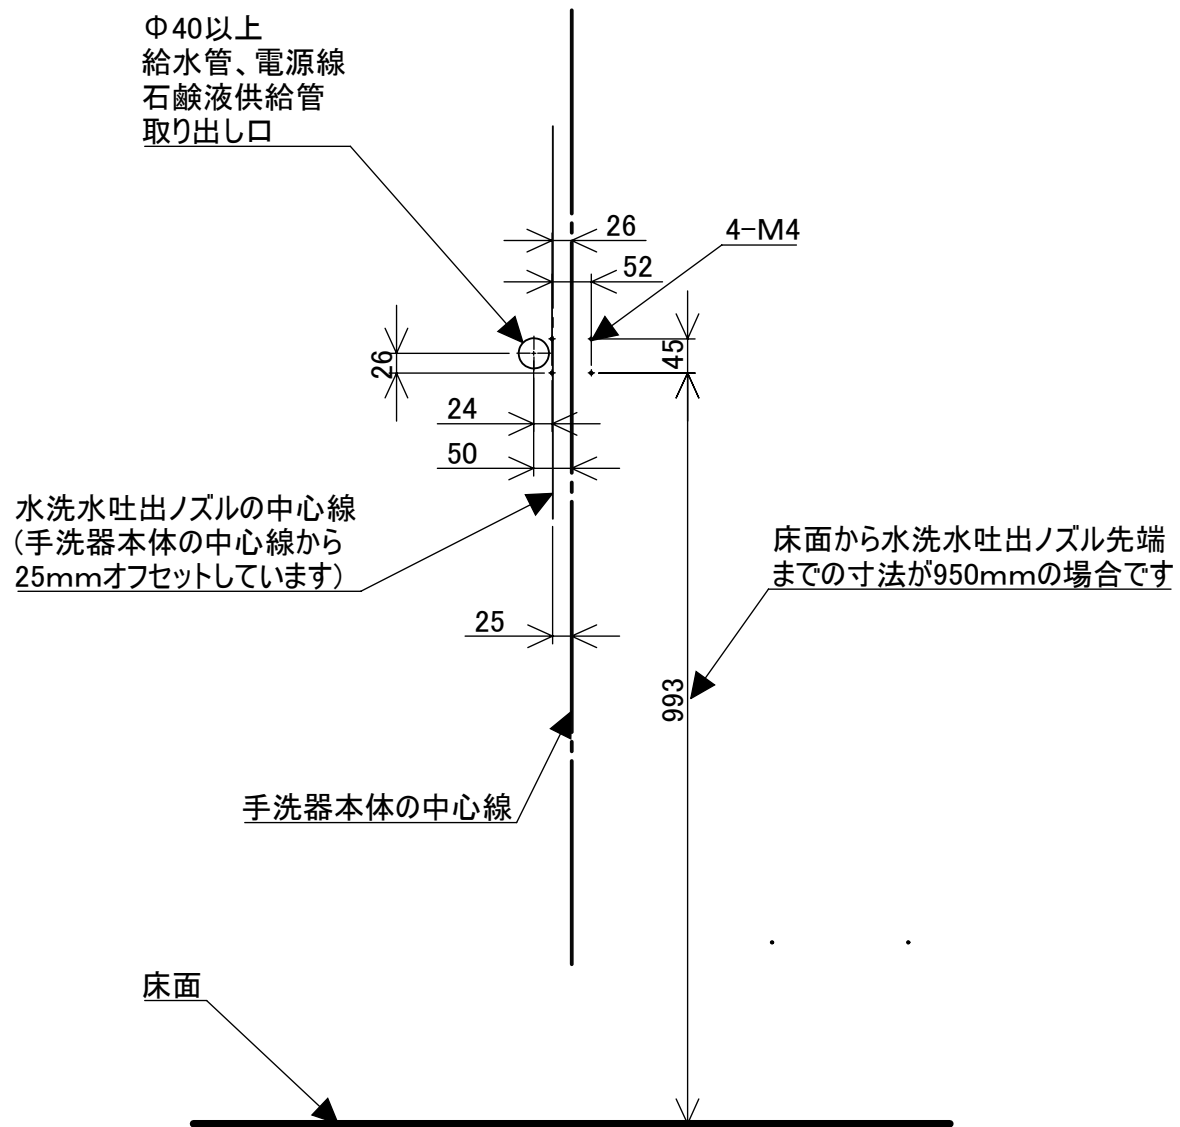 Φ40以上
給水管、電源線
石鹸液供給管
取り出し口
26
4-M4
52
26
45
24
50
水洗水吐出ノズルの中心線
(手洗器本体の中心線から
25mmオフセットしています)
床面から水洗水吐出ノズル先端
までの寸法が950mmの場合です
25
993
手洗器本体の中心線
床面